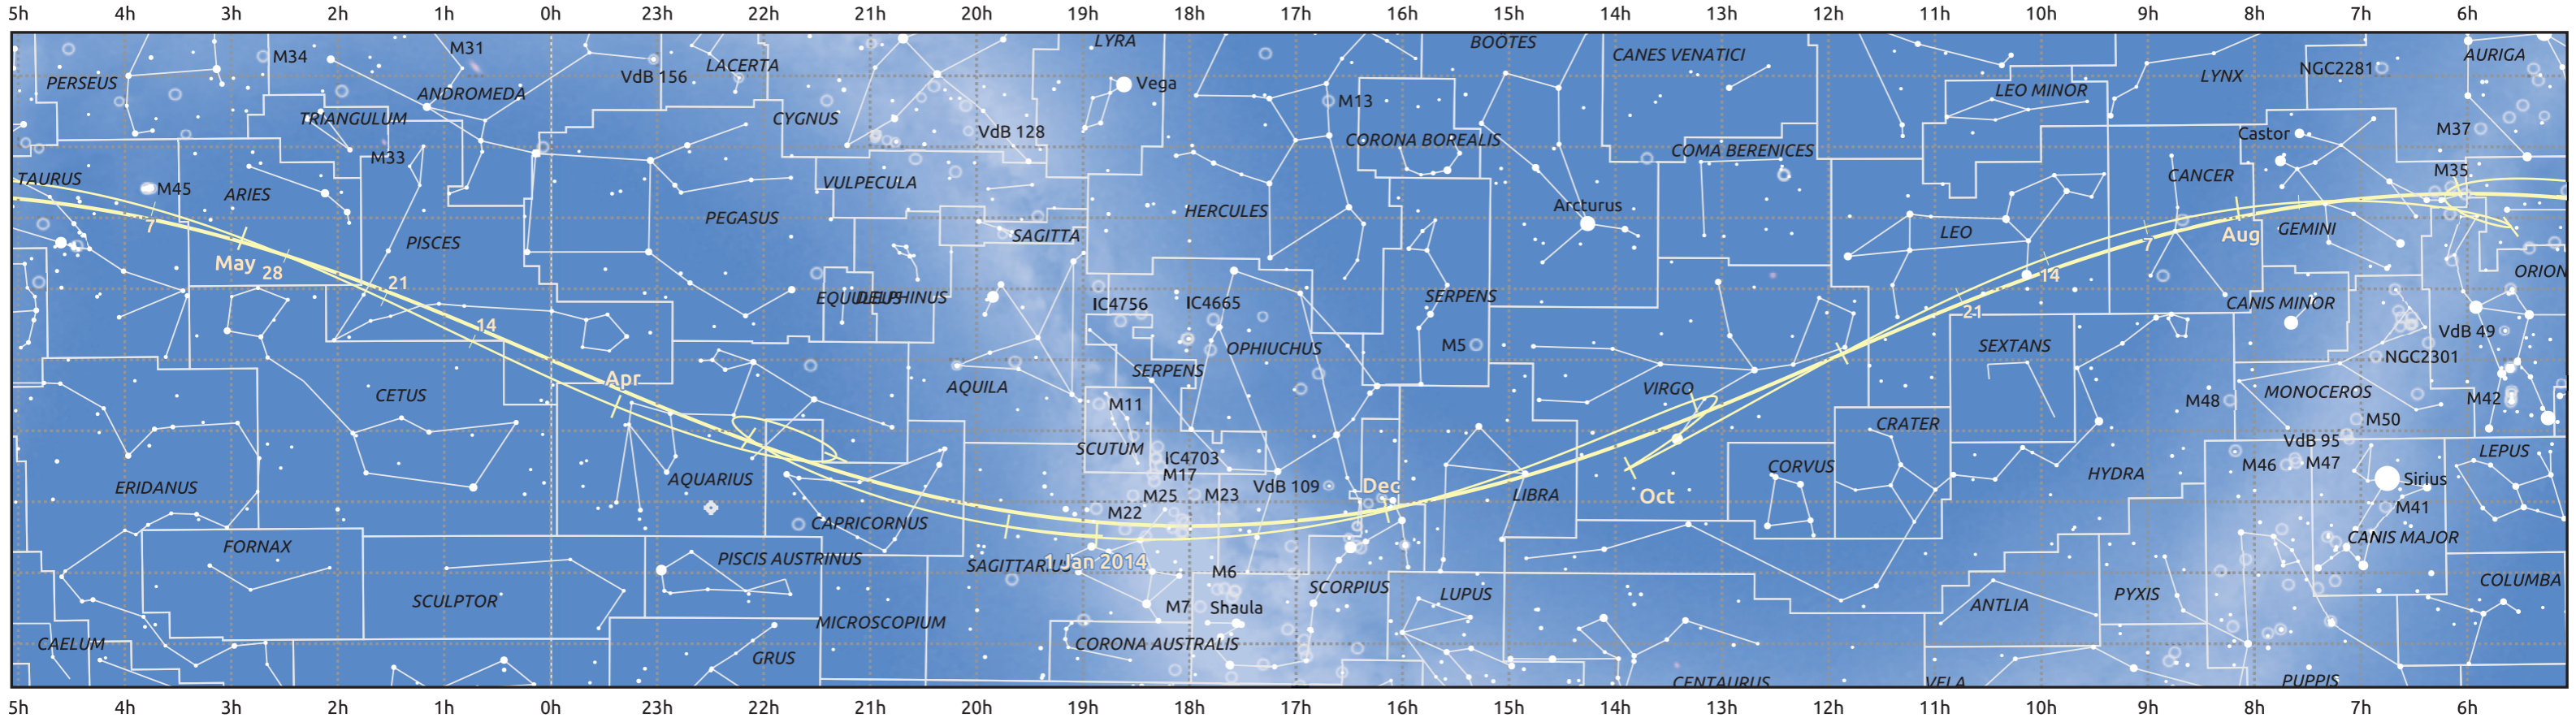 5h 4h 3h 2h 1h 0h 23h 22h 21h 20h 19h 18h 17h 16h 15h 14h 13h 12h 11h 10h 9h 8h 7h 6h
LYRA
BOÖTES
M31
M34
CANES VENATICI
AURIGA
LACERTA
NGC2281
VdB 156
LYNX
PERSEUS
Vega
LEO MINOR
ANDROMEDA
M13
TRIANGULUM
CYGNUS
VdB 128
M37
Castor
CORONA BOREALIS
COMA BERENICES
M33
M35
TAURUS
M45
ARIES
VULPECULA
CANCER
Arcturus
HERCULES
PEGASUS
GEMINI
7
LEO
Aug
SAGITTA
PISCES
7
May
28
14
ORION
21
EQUULEUS
DELPHINUS
SERPENS
IC4756
IC4665
CANIS MINOR
21
14
VdB 49
OPHIUCHUS
M5
SEXTANS
NGC2301
SERPENS
Apr
AQUILA
VIRGO
MONOCEROS
CETUS
M42
M48
M11
M50
CRATER
SCUTUM
VdB 95
LEPUS
IC4703
M46
M47
CORVUS
HYDRA
M17
AQUARIUS
Sirius
ERIDANUS
VdB 109
Dec
M25
M23
LIBRA
Oct
M41
M22
CAPRICORNUS
CANIS MAJOR
FORNAX
PISCIS AUSTRINUS
SAGITTARIUS
1 Jan 2014
M6
COLUMBA
SCORPIUS
LUPUS
PYXIS
SCULPTOR
M7
Shaula
ANTLIA
MICROSCOPIUM
CAELUM
CORONA AUSTRALIS
GRUS
CENTAURUS
VELA
PUPPIS
5h 4h 3h 2h 1h 0h 23h 22h 21h 20h 19h 18h 17h 16h 15h 14h 13h 12h 11h 10h 9h 8h 7h 6h